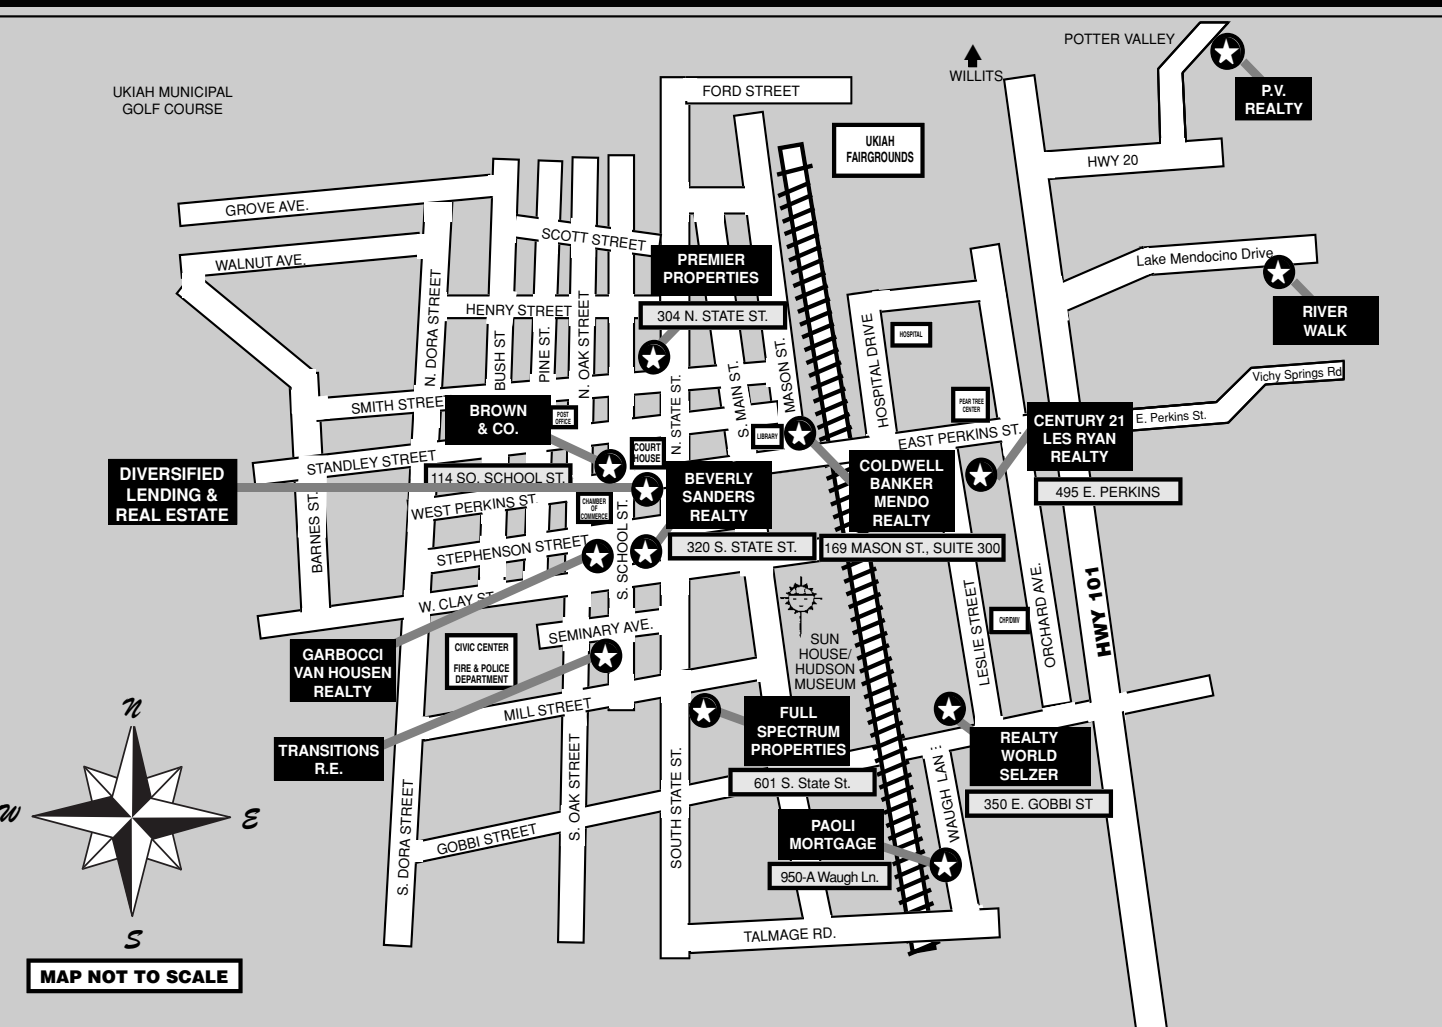 POTTER VALLEY
WILLITS
UKIAH MUNICIPAL
GOLF COURSE
FORD STREET
P.V.
REALTY
UKIAH
FAIRGROUNDS
HWY 20
GROVE AVE.
SCOTT STREET
WALNUT AVE.
PREMIER
PROPERTIES
Lake Mendocino Drive
HENRY STREET
304 N. STATE ST.
RIVER
WALK
N. DORA STREET
BUSH ST
PINE ST.
N. OAK STREET
HOSPITAL DRIVE
HOSPITAL
MASON ST.
S. MAIN ST.
N. STATE ST.
Vichy Springs Rd
SMITH STREE
BROWN
& CO.
POST
OFFICE
PEAR TREE
CENTER
E. Perkins St.
CENTURY 21
LES RYAN
REALTY
LIBRARY
EAST PERKINS ST.
COURT
HOUSE
STANDLEY STREET
DIVERSIFIED
LENDING &
REAL ESTATE
114 SO. SCHOOL ST.
BEVERLY
SANDERS
REALTY
COLDWELL
BANKER
MENDO
REALTY
495 E. PERKINS
WEST PERKINS ST.
CHAMBER
OF
COMMERCE
BARNES ST.
S. SCHOOL ST.
STEPHENSON STREET
320 S. STATE ST.
169 MASON ST., SUITE 300
W. CLAY ST
HWY 101
ORCHARD AVE.
LESLIE STREET
CHP/DMV
SEMINARY AVE.
SUN
HOUSE/
HUDSON
MUSEUM
CIVIC CENTER
FIRE & POLICE
DEPARTMENT
GARBOCCI
VAN HOUSEN
REALTY
MILL STREET
FULL
SPECTRUM
PROPERTIES
601 S. State St.
REALTY
WORLD
SELZER
350 E. GOBBI ST
TRANSITIONS
R.E.
WAUGH LAN
S. OAK STREET
SOUTH STATE ST.
S. DORA STREET
GOBBI STREET
PAOLI
MORTGAGE
950-A Waugh Ln.
TALMAGE RD.
N
W
E
S
MAP NOT TO SCALE